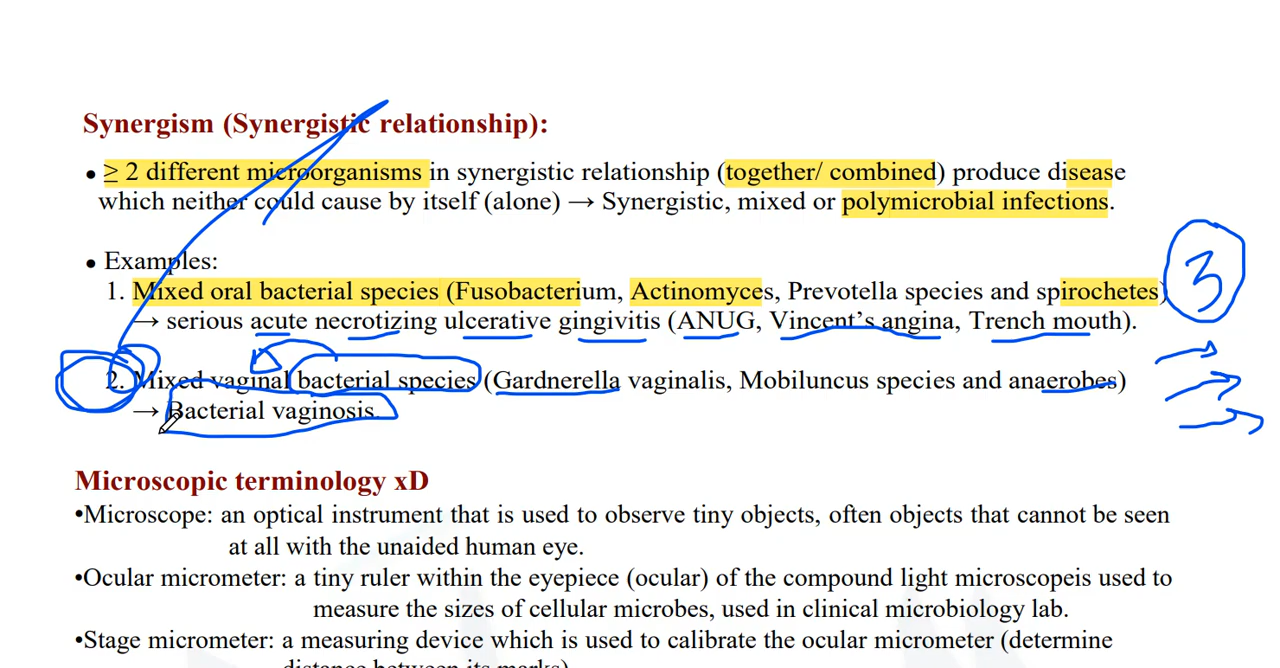 Synergism (Synergistic relationship):
• ≥ 2 different microorganisms in synergistic relationship (together/ combined) produce disease
which neither could cause by itself (alone) → Synergistic, mixed or polymicrobial infections.
• Examples:
1. Mixed oral bacterial species (Fusobacterium, Actinomyces, Prevotella species and spirochetes)
→ serious acute necrotizing ulcerative gingivitis (ANUG, Vincent's angina, Trench mouth).
3
2. Mixed vaginal bacterial species (Gardnerella vaginalis, Mobiluncus species and anaerobes)
→ Bacterial vaginosis.
Microscopic terminology xD
•Microscope: an optical instrument that is used to observe tiny objects, often objects that cannot be seen
at all with the unaided human eye.
•Ocular micrometer: a tiny ruler within the eyepiece (ocular) of the compound light microscopeis used to
measure the sizes of cellular microbes, used in clinical microbiology lab.
•Stage micrometer: a measuring device which is used to calibrate the ocular micrometer (determine
distance between its marks)